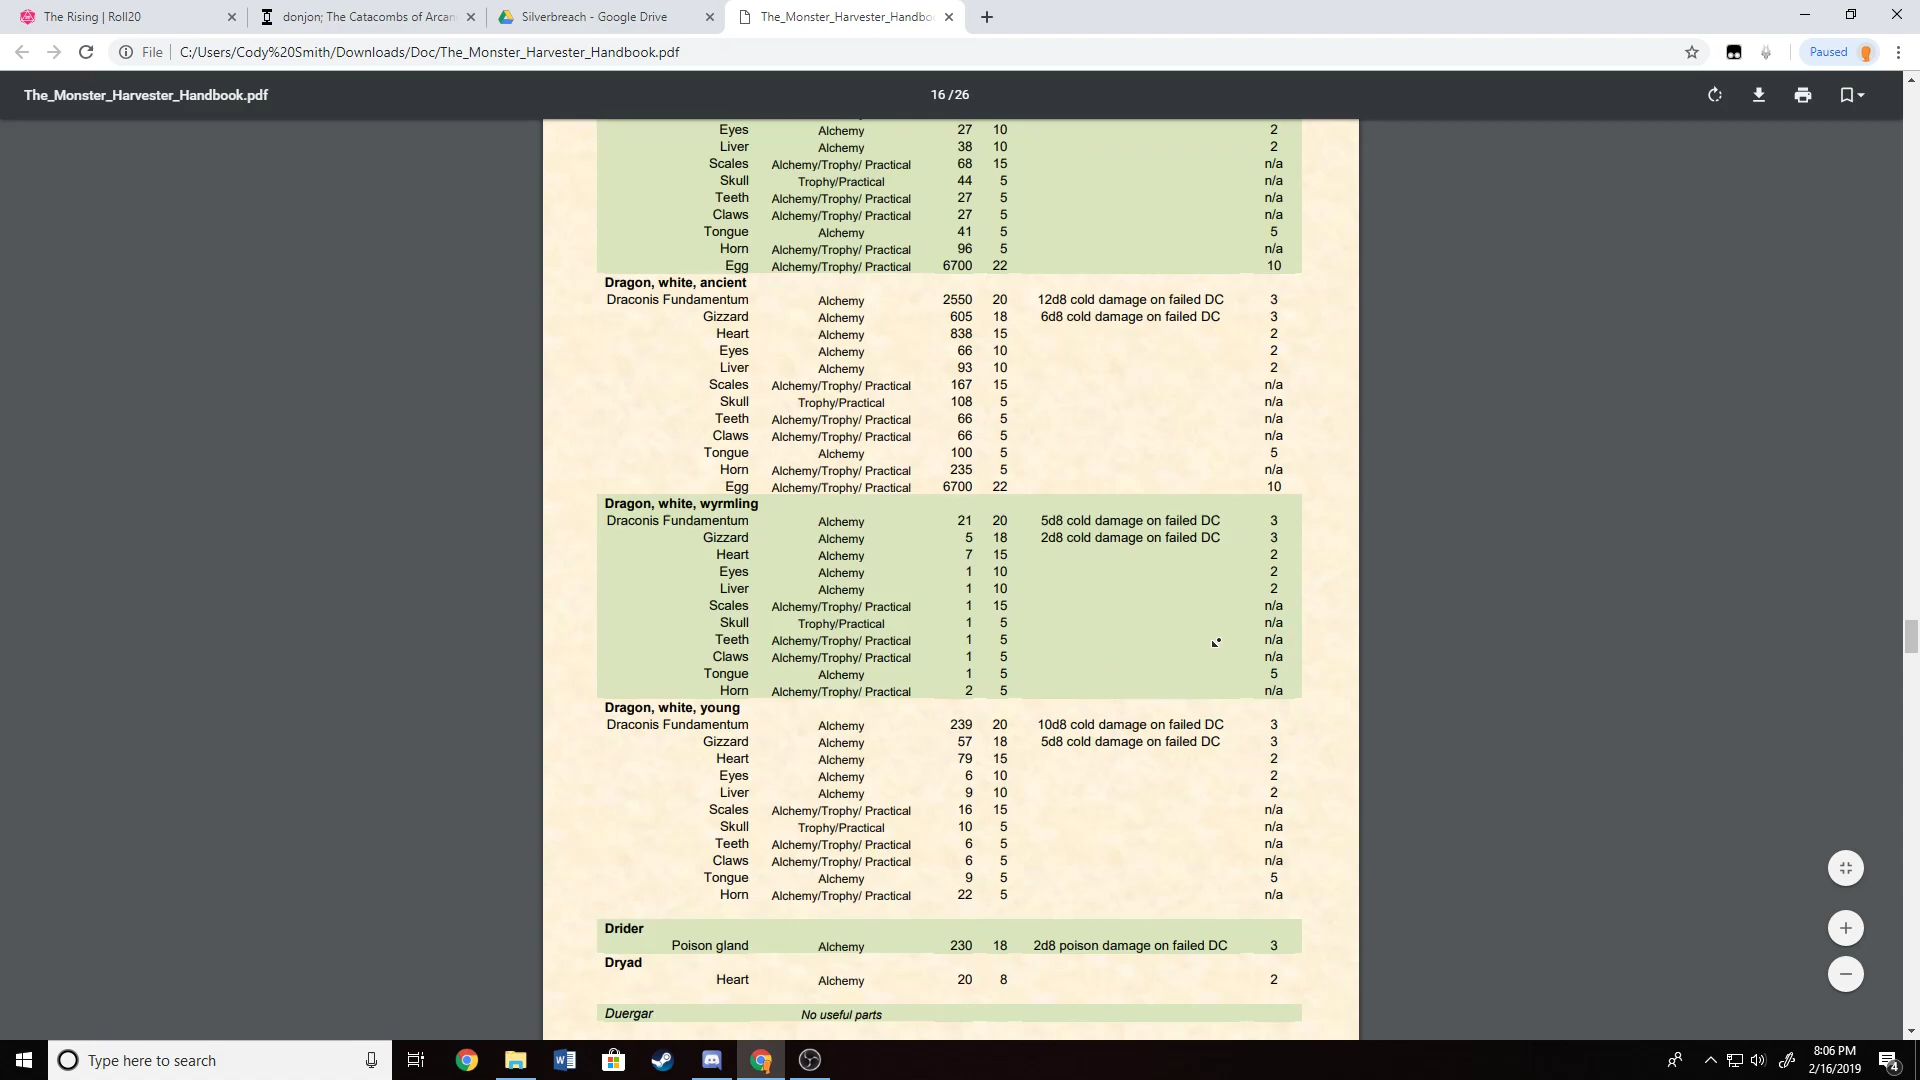 The Rising | Roll20
donjon; The Catacombs of Arcan
Silverbreach - Google Drive
The_Monster_Harvester_Handbo
File C:/Users/Cody%20Smith/Downloads/Doc/The_Monster_Harvester_Handbook.pdf
Paused
The_Monster_Harvester_Handbook.pdf
16 / 26
Eyes Alchemy 27 10 2
Liver Alchemy 38 10 2
Scales Alchemy/Trophy/ Practical 68 15 n/a
Skull Trophy/Practical 44 5 n/a
Teeth Alchemy/Trophy/ Practical 27 5 n/a
Claws Alchemy/Trophy/ Practical 27 5 n/a
Tongue Alchemy 41 5 5
Horn Alchemy/Trophy/ Practical 96 5 n/a
Egg Alchemy/Trophy/ Practical 6700 22 10
Dragon, white, ancient
Draconis Fundamentum Alchemy 2550 20 12d8 cold damage on failed DC 3
Gizzard Alchemy 605 18 6d8 cold damage on failed DC 3
Heart Alchemy 838 15 2
Eyes Alchemy 66 10 2
Liver Alchemy 93 10 2
Scales Alchemy/Trophy/ Practical 167 15 n/a
Skull Trophy/Practical 108 5 n/a
Teeth Alchemy/Trophy/ Practical 66 5 n/a
Claws Alchemy/Trophy/ Practical 66 5 n/a
Tongue Alchemy 100 5 5
Horn Alchemy/Trophy/ Practical 235 5 n/a
Egg Alchemy/Trophy/ Practical 6700 22 10
Dragon, white, wyrmling
Draconis Fundamentum Alchemy 21 20 5d8 cold damage on failed DC 3
Gizzard Alchemy 5 18 2d8 cold damage on failed DC 3
Heart Alchemy 7 15 2
Eyes Alchemy 1 10 2
Liver Alchemy 1 10 2
Scales Alchemy/Trophy/ Practical 1 15 n/a
Skull Trophy/Practical 1 5 n/a
Teeth Alchemy/Trophy/ Practical 1 5 n/a
Claws Alchemy/Trophy/ Practical 1 5 n/a
Tongue Alchemy 1 5 5
Horn Alchemy/Trophy/ Practical 2 5 n/a
Dragon, white, young
Draconis Fundamentum Alchemy 239 20 10d8 cold damage on failed DC 3
Gizzard Alchemy 57 18 5d8 cold damage on failed DC 3
Heart Alchemy 79 15 2
Eyes Alchemy 6 10 2
Liver Alchemy 9 10 2
Scales Alchemy/Trophy/ Practical 16 15 n/a
Skull Trophy/Practical 10 5 n/a
Teeth Alchemy/Trophy/ Practical 6 5 n/a
Claws Alchemy/Trophy/ Practical 6 5 n/a
Tongue Alchemy 9 5 5
Horn Alchemy/Trophy/ Practical 22 5 n/a
Drider
Poison gland Alchemy 230 18 2d8 poison damage on failed DC 3
Dryad
Heart Alchemy 20 8 2
Duergar No useful parts
Type here to search
8:06 PM
2/16/2019
4